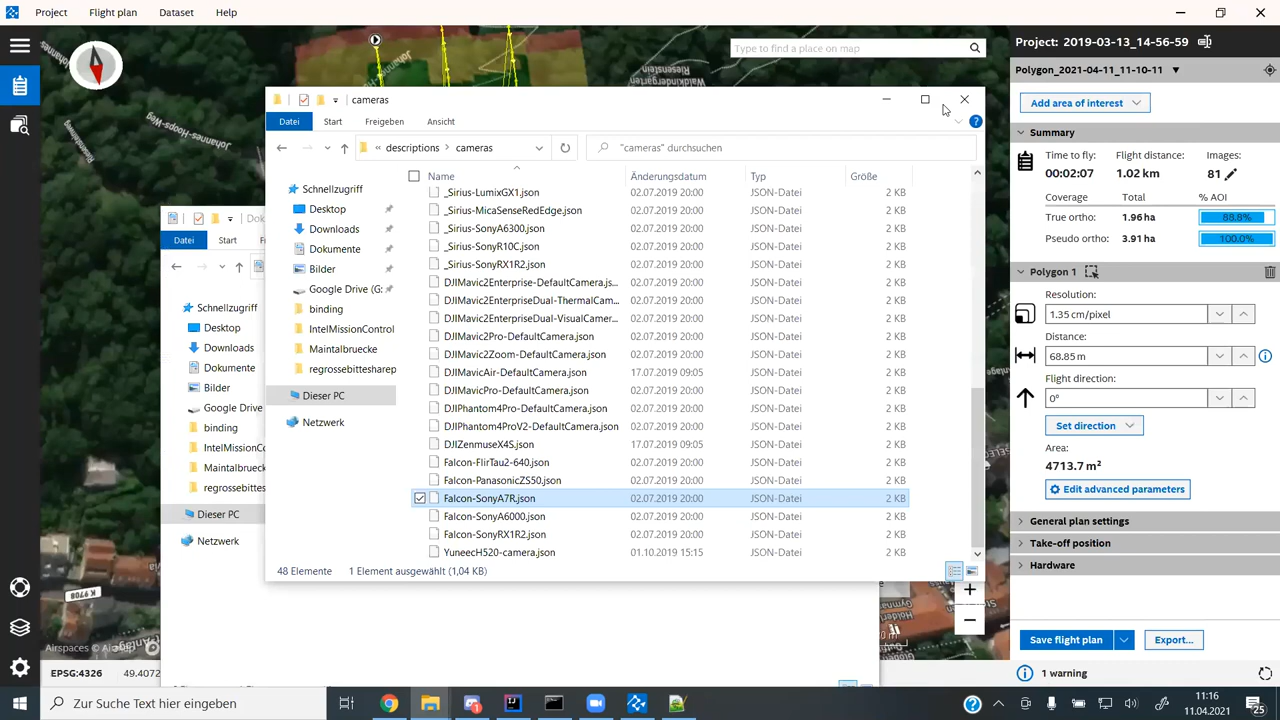 Project Flight plan Dataset Help
Type to find a place on map
Project: 2019-03-13_14-56-59
Polygon_2021-04-11_11-10-11
Add area of interest
Summary
Time to fly: Flight distance: Images:
00:02:07 1.02 km 81
Coverage % AOI
True ortho: 1.96 ha 88.8%
Pseudo ortho: 3.91 ha 100.0%
Polygon 1
Resolution:
1.35 cm/pixel
Distance:
68.85 m
Flight direction:
0°
Set direction
Area:
4713.7 m²
Edit advanced parameters
General plan settings
Take-off position
Hardware
Save flight plan Export...
1 warning
cameras
Datei Start Freigeben Ansicht
« descriptions cameras
"cameras" durchsuchen
Name Änderungsdatum Typ Größe
Schnellzugriff
Desktop
Downloads
Dokumente
Bilder
Google Drive (G:
binding
IntelMissionControl
Maintalbruecke
regrossebittesharep
Dieser PC
Netzwerk
_Sirius-LumixGX1.json 02.07.2019 20:00 JSON-Datei 2 KB
_Sirius-MicaSenseRedEdge.json 02.07.2019 20:00 JSON-Datei 2 KB
_Sirius-SonyA6300.json 02.07.2019 20:00 JSON-Datei 2 KB
_Sirius-SonyR10C.json 02.07.2019 20:00 JSON-Datei 2 KB
_Sirius-SonyRX1R2.json 02.07.2019 20:00 JSON-Datei 2 KB
DJIMavic2Enterprise-DefaultCamera.js... 02.07.2019 20:00 JSON-Datei 2 KB
DJIMavic2EnterpriseDual-ThermalCam... 02.07.2019 20:00 JSON-Datei 2 KB
DJIMavic2EnterpriseDual-VisualCamer... 02.07.2019 20:00 JSON-Datei 2 KB
DJIMavic2Pro-DefaultCamera.json 02.07.2019 20:00 JSON-Datei 2 KB
DJIMavic2Zoom-DefaultCamera.json 02.07.2019 20:00 JSON-Datei 2 KB
DJIMavicAir-DefaultCamera.json 17.07.2019 09:05 JSON-Datei 2 KB
DJIMavicPro-DefaultCamera.json 02.07.2019 20:00 JSON-Datei 2 KB
DJIPhantom4Pro-DefaultCamera.json 02.07.2019 20:00 JSON-Datei 2 KB
DJIPhantom4ProV2-DefaultCamera.json 02.07.2019 20:00 JSON-Datei 2 KB
DJIZenmuseX4S.json 17.07.2019 09:05 JSON-Datei 2 KB
Falcon-FlirTau2-640.json 02.07.2019 20:00 JSON-Datei 2 KB
Falcon-PanasonicZS50.json 02.07.2019 20:00 JSON-Datei 2 KB
Falcon-SonyA7R.json 02.07.2019 20:00 JSON-Datei 2 KB
Falcon-SonyA6000.json 02.07.2019 20:00 JSON-Datei 2 KB
Falcon-SonyRX1R2.json 02.07.2019 20:00 JSON-Datei 2 KB
YuneecH520-camera.json 01.10.2019 15:15 JSON-Datei 2 KB
48 Elemente 1 Element ausgewählt (1,04 KB)
Dok
Datei Start F
Schnellzugriff
Desktop
Downloads
Dokumente
Bilder
Google Drive
binding
IntelMissionCo
Maintalbrueck
regrossebittes
Dieser PC
Netzwerk
K 9708
Johannes-Hoops-Weg
Riesenstein
Waldkindergarten
Airspaces © Airmap
EPSG:4326 49.4072
Zur Suche Text hier eingeben
11:16
11.04.2021
25